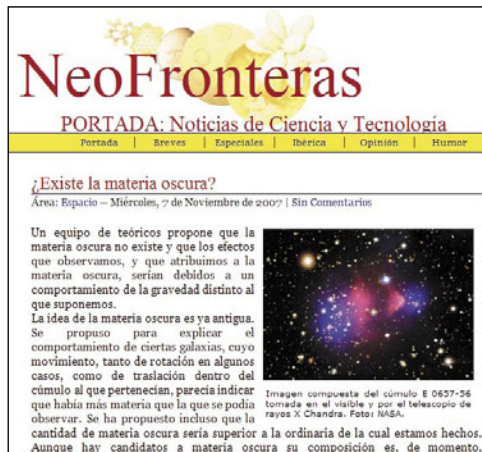 NeoFronteras
PORTADA: Noticias de Ciencia y Tecnología
Portada | Breves | Especiales | Ibérica | Opinión | Humor
¿Existe la materia oscura?
Área: Espacio — Miércoles, 7 de Noviembre de 2007 | Sin Comentarios
Un equipo de teóricos propone que la
materia oscura no existe y que los efectos
que observamos, y que atribuimos a la
materia oscura, serían debidos a un
comportamiento de la gravedad distinto al
que suponemos.
La idea de la materia oscura es ya antigua.
Se propuso para explicar el
comportamiento de ciertas galaxias, cuyo
movimiento, tanto de rotación en algunos
casos, como de traslación dentro del
cúmulo al que pertenecían, parecía indicar
que había más materia que la que se podía
observar. Se ha propuesto incluso que la
Imagen compuesta del cúmulo E 0657-56
tomada en el visible y por el telescopio de
rayos X Chandra. Foto: NASA.
cantidad de materia oscura sería superior a la ordinaria de la cual estamos hechos.
Aunque hay candidatos a materia oscura su composición es, de momento,